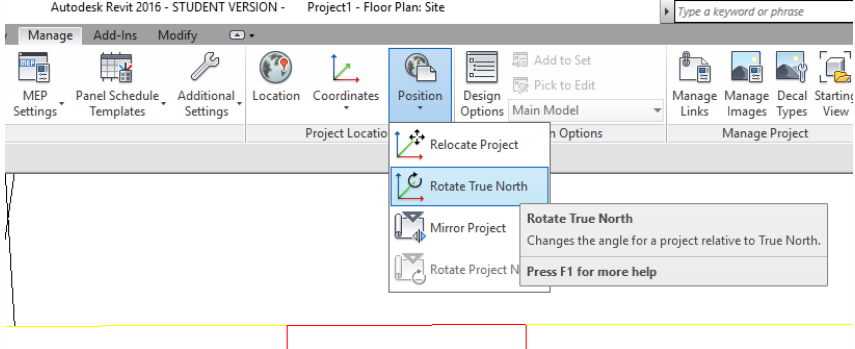 Autodesk Revit 2016 - STUDENT VERSION - Project1 - Floor Plan: Site
Type a keyword or phrase
Manage Add-Ins Modify
MEP Settings
Panel Schedule Templates
Additional Settings
Location
Coordinates
Position
Design Options
Add to Set
Pick to Edit
Main Model
Manage Links
Manage Images
Decal Types
Starting View
Project Locatio
n Options
Manage Project
Relocate Project
Rotate True North
Mirror Project
Rotate Project N
Rotate True North
Changes the angle for a project relative to True North.
Press F1 for more help